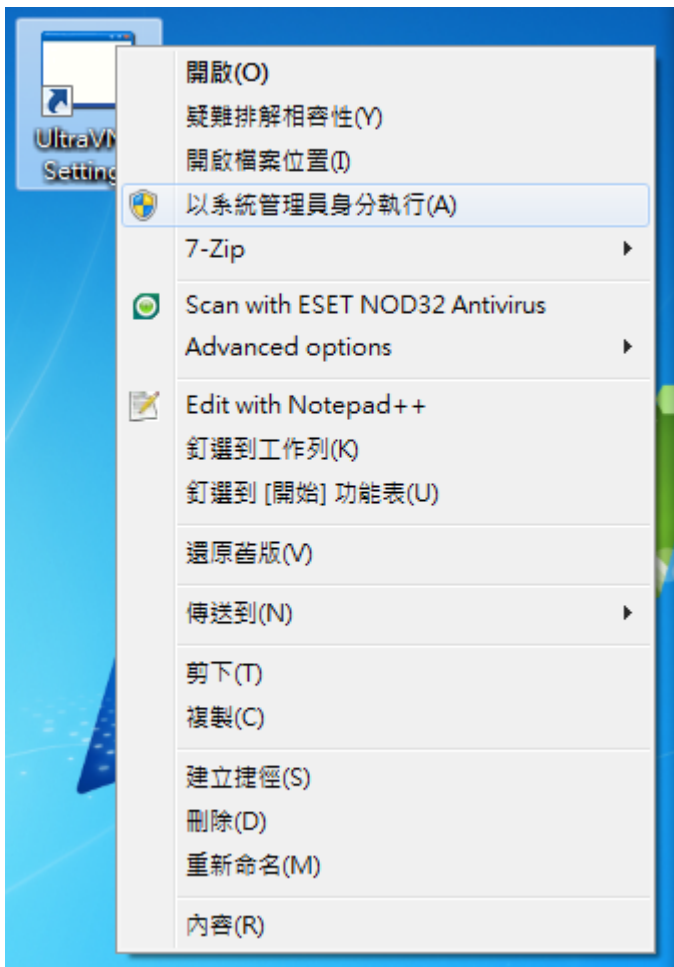 UltraVN
Setting
開啟(O)
疑難排解相容性(Y)
開啟檔案位置(I)
以系統管理員身分執行(A)
7-Zip
Scan with ESET NOD32 Antivirus
Advanced options
Edit with Notepad++
釘選到工作列(K)
釘選到 [開始] 功能表(U)
還原舊版(V)
傳送到(N)
剪下(T)
複製(C)
建立捷徑(S)
刪除(D)
重新命名(M)
內容(R)